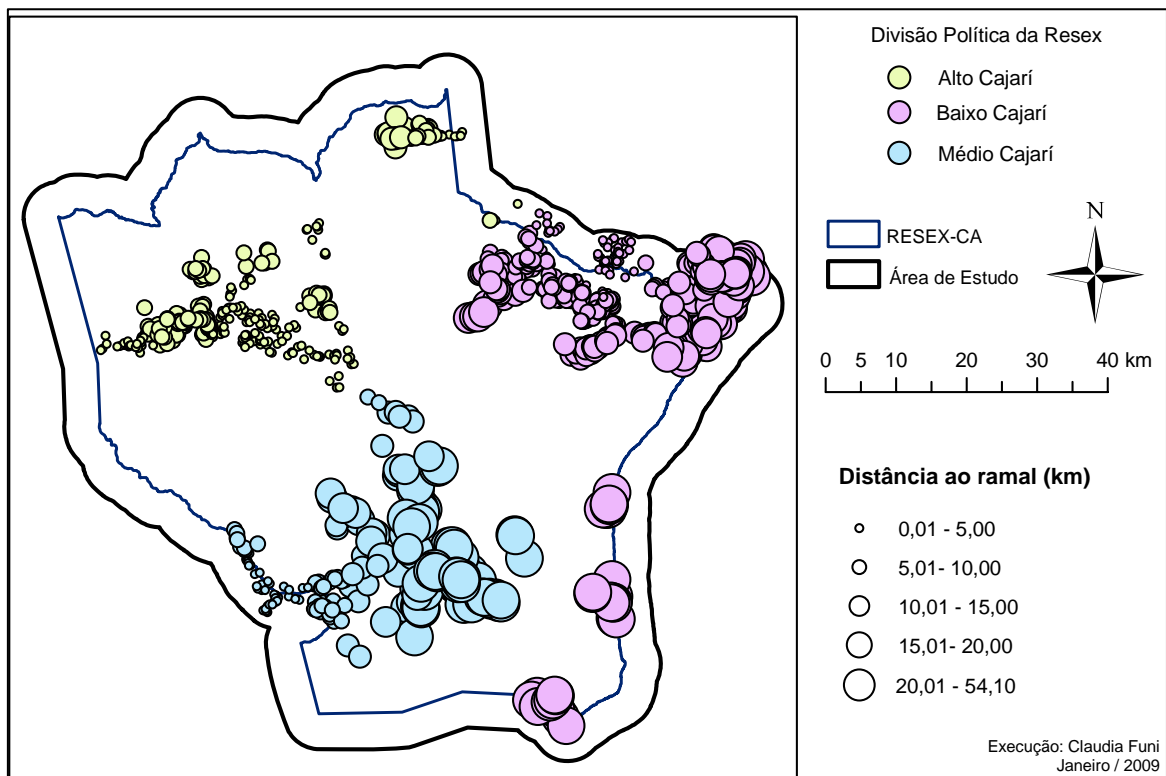 Divisão Política da Resex
Alto Cajarí
Baixo Cajarí
Médio Cajarí
RESEX-CA
Área de Estudo
N
0 5 10 20 30 40 km
Distância ao ramal (km)
0,01 - 5,00
5,01- 10,00
10,01 - 15,00
15,01- 20,00
20,01 - 54,10
Execução: Claudia Funi
Janeiro / 2009